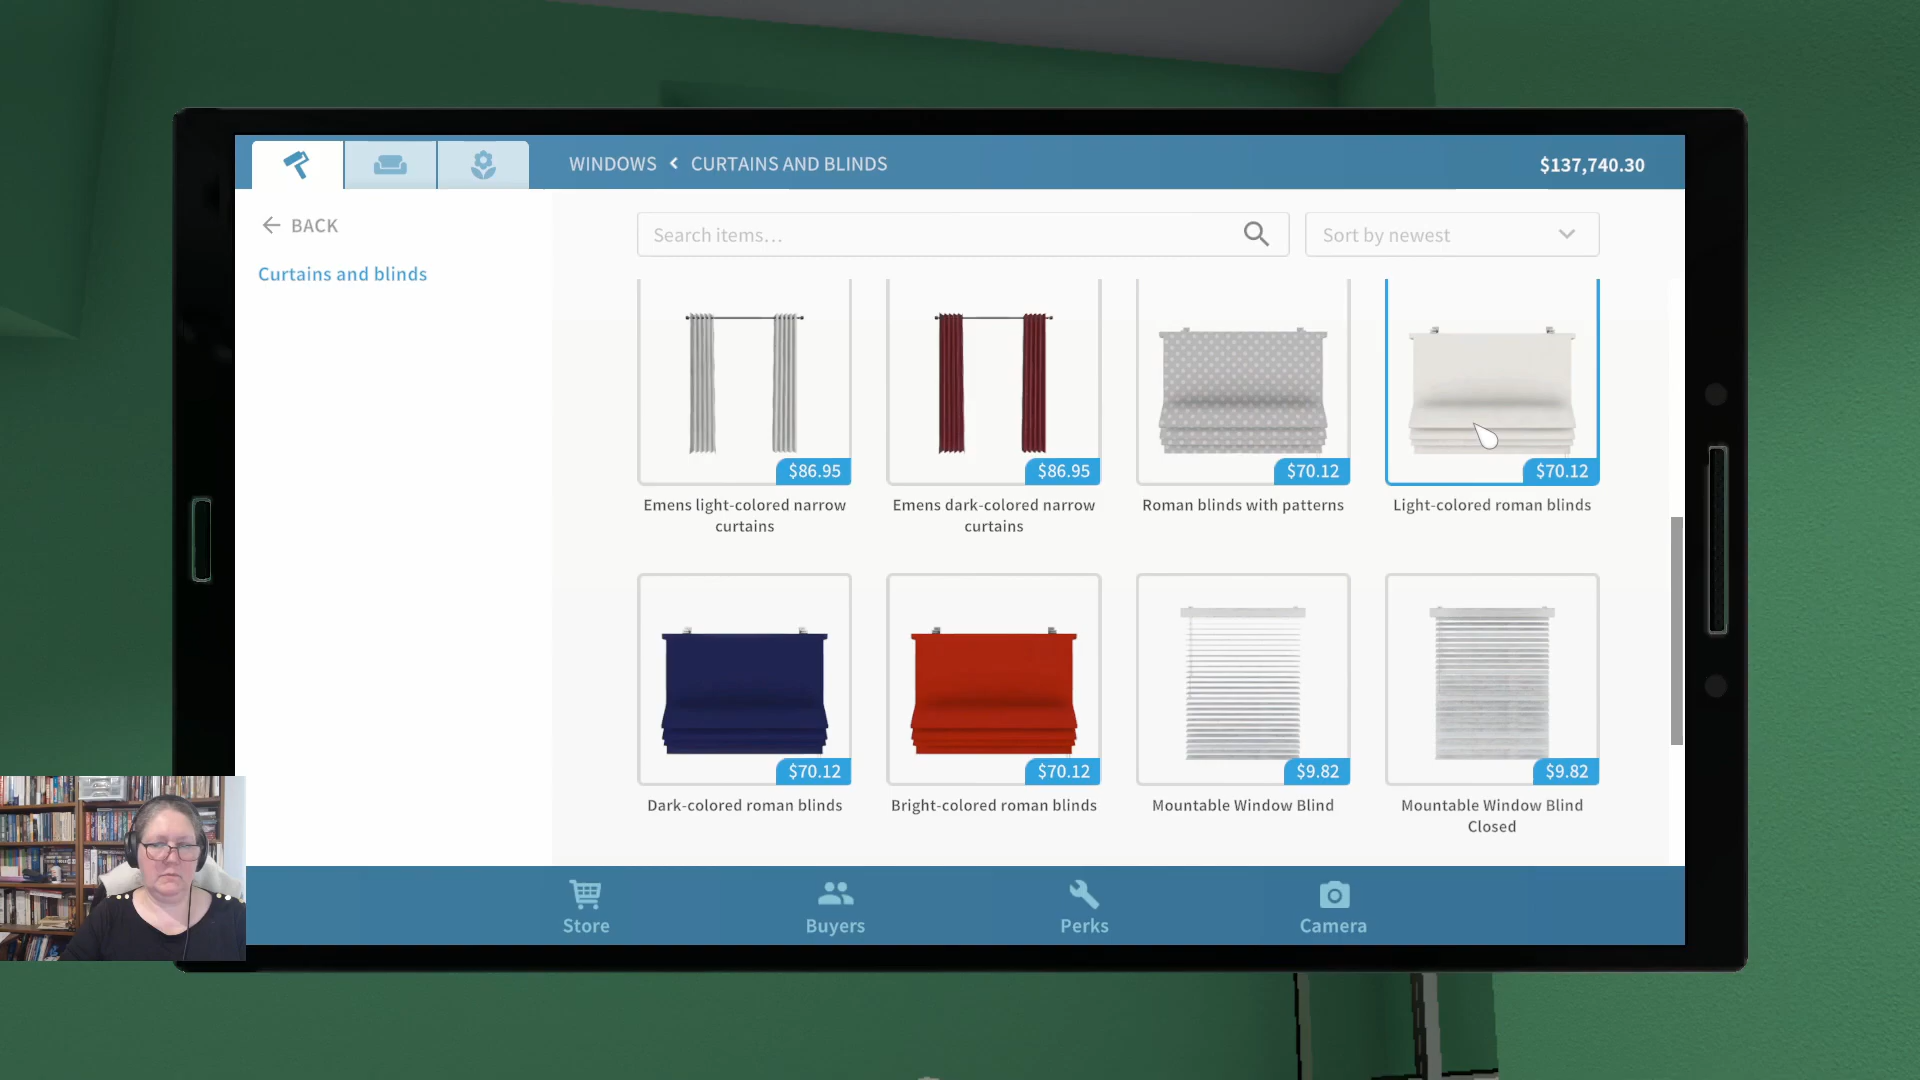 WINDOWS < CURTAINS AND BLINDS
$137,740.30
BACK
Curtains and blinds
Search items...
Sort by newest
$86.95
$86.95
$70.12
$70.12
Emens light-colored narrow
curtains
Emens dark-colored narrow
curtains
Roman blinds with patterns
Light-colored roman blinds
$70.12
$70.12
$9.82
$9.82
Dark-colored roman blinds
Bright-colored roman blinds
Mountable Window Blind
Mountable Window Blind
Closed
Store
Buyers
Perks
Camera